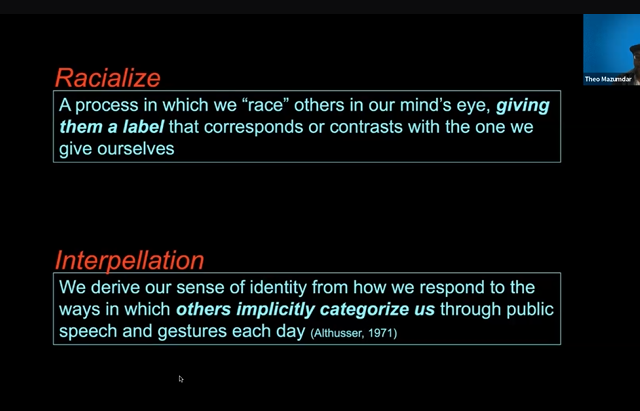 Theo Mazumdar
Racialize
A process in which we “race” others in our mind’s eye, giving
them a label that corresponds or contrasts with the one we
give ourselves
Interpellation
We derive our sense of identity from how we respond to the
ways in which others implicitly categorize us through public
speech and gestures each day (Althusser, 1971)